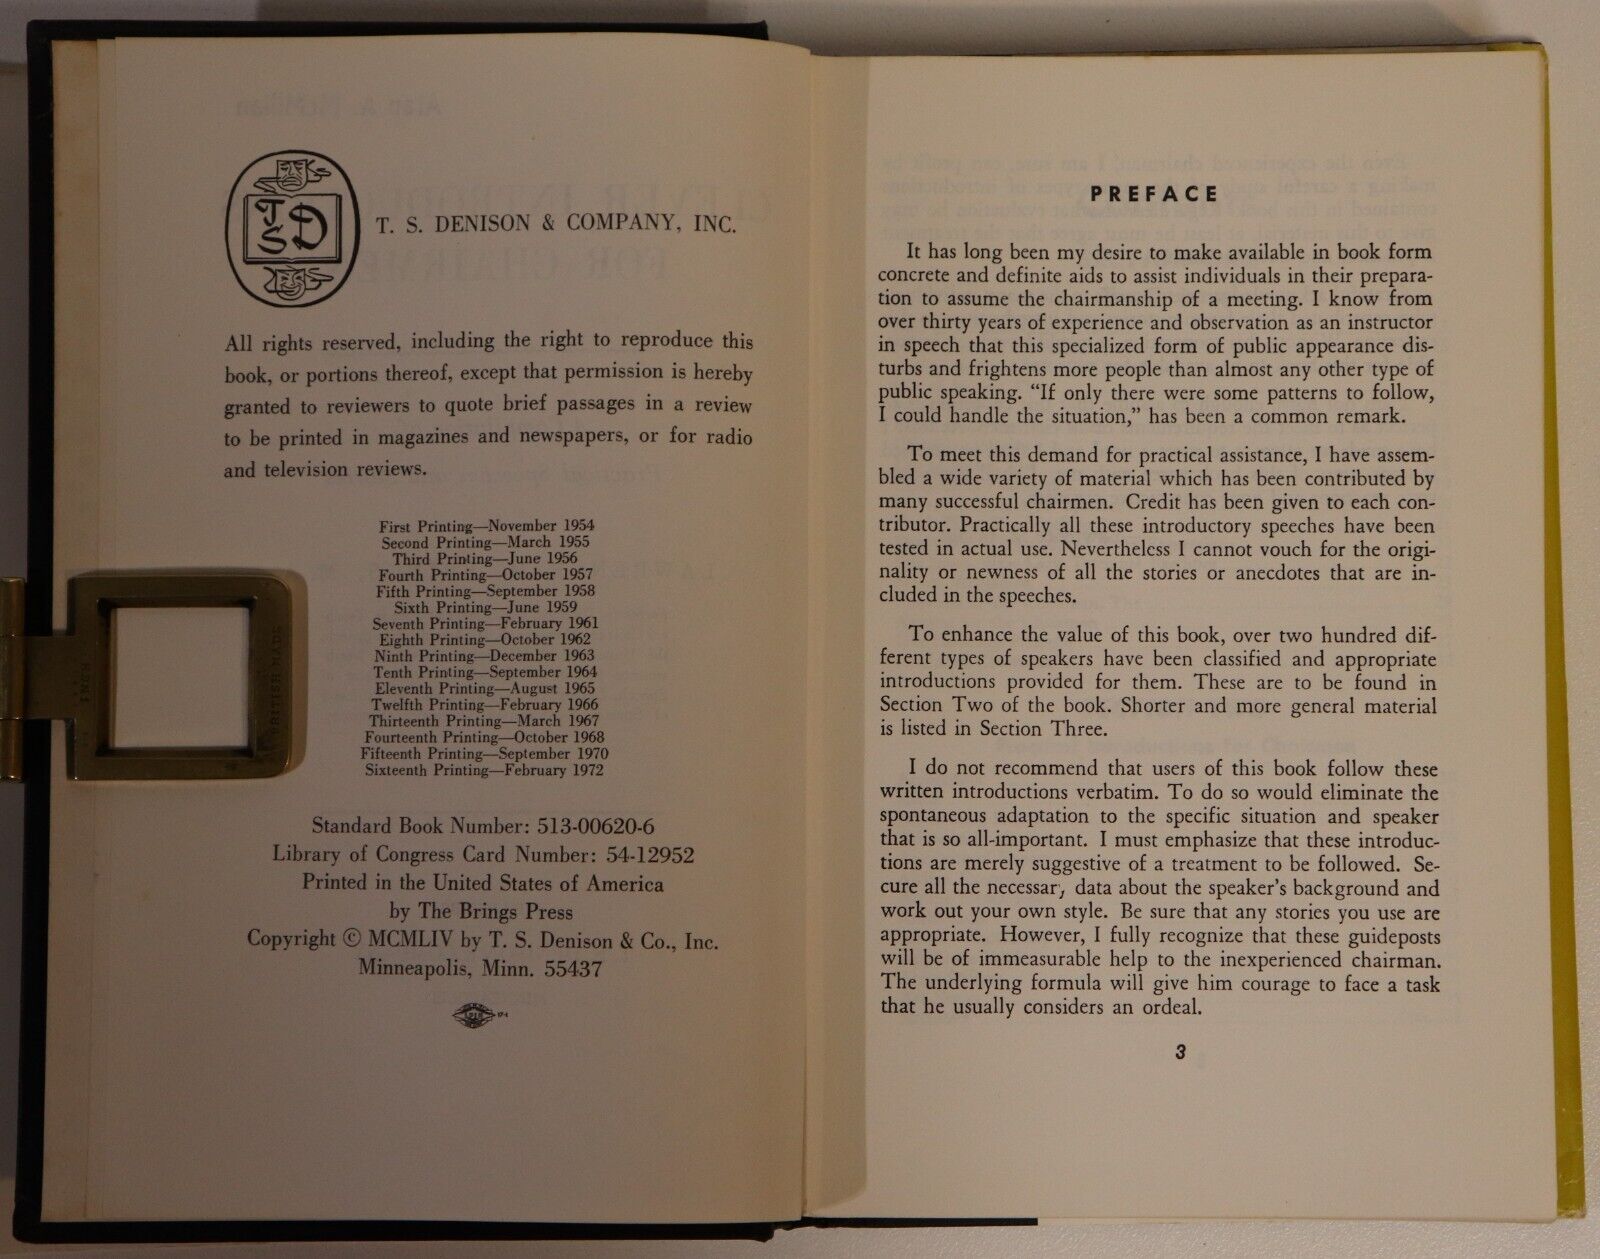 T S D
T. S. DENISON & COMPANY, INC.
All rights reserved, including the right to reproduce this
book, or portions thereof, except that permission is hereby
granted to reviewers to quote brief passages in a review
to be printed in magazines and newspapers, or for radio
and television reviews.
First Printing—November 1954
Second Printing—March 1955
Third Printing—June 1956
Fourth Printing—October 1957
Fifth Printing—September 1958
Sixth Printing—June 1959
Seventh Printing—February 1961
Eighth Printing—October 1962
Ninth Printing—December 1963
Tenth Printing—September 1964
Eleventh Printing—August 1965
Twelfth Printing—February 1966
Thirteenth Printing—March 1967
Fourteenth Printing—October 1968
Fifteenth Printing—September 1970
Sixteenth Printing—February 1972
BRITISH MADE
Standard Book Number: 513-00620-6
Library of Congress Card Number: 54-12952
Printed in the United States of America
by The Brings Press
Copyright © MCMLIV by T. S. Denison & Co., Inc.
Minneapolis, Minn. 55437
PREFACE
It has long been my desire to make available in book form
concrete and definite aids to assist individuals in their prepara-
tion to assume the chairmanship of a meeting. I know from
over thirty years of experience and observation as an instructor
in speech that this specialized form of public appearance dis-
turbs and frightens more people than almost any other type of
public speaking. “If only there were some patterns to follow,
I could handle the situation,” has been a common remark.
To meet this demand for practical assistance, I have assem-
bled a wide variety of material which has been contributed by
many successful chairmen. Credit has been given to each con-
tributor. Practically all these introductory speeches have been
tested in actual use. Nevertheless I cannot vouch for the origi-
nality or newness of all the stories or anecdotes that are in-
cluded in the speeches.
To enhance the value of this book, over two hundred dif-
ferent types of speakers have been classified and appropriate
introductions provided for them. These are to be found in
Section Two of the book. Shorter and more general material
is listed in Section Three.
I do not recommend that users of this book follow these
written introductions verbatim. To do so would eliminate the
spontaneous adaptation to the specific situation and speaker
that is so all-important. I must emphasize that these introduc-
tions are merely suggestive of a treatment to be followed. Se-
cure all the necessary data about the speaker’s background and
work out your own style. Be sure that any stories you use are
appropriate. However, I fully recognize that these guideposts
will be of immeasurable help to the inexperienced chairman.
The underlying formula will give him courage to face a task
that he usually considers an ordeal.
3